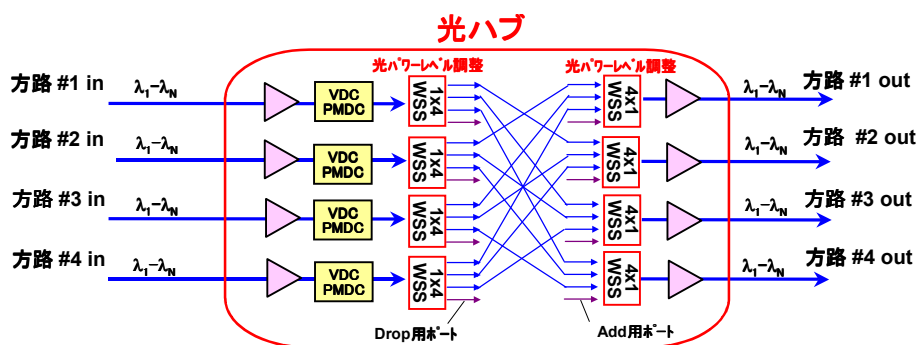 光ハブ
光パワーレベル調整 光パワーレベル調整
方路 #1 in λ1−λN VDC PMDC 1x4 WSS 4x1 WSS λ1−λN 方路 #1 out
方路 #2 in λ1−λN VDC PMDC 1x4 WSS 4x1 WSS λ1−λN 方路 #2 out
方路 #3 in λ1−λN VDC PMDC 1x4 WSS 4x1 WSS λ1−λN 方路 #3 out
方路 #4 in λ1−λN VDC PMDC 1x4 WSS 4x1 WSS λ1−λN 方路 #4 out
Drop用ポート Add用ポート